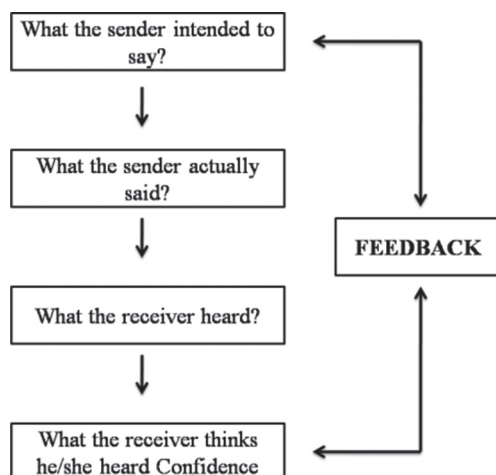 What the sender intended to
say?
What the sender actually
said?
FEEDBACK
What the receiver heard?
What the receiver thinks
he/she heard Confidence